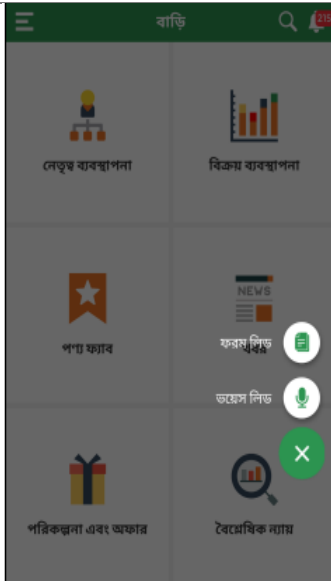 বাড়ি
215
নেতৃত্ব ব্যবস্থাপনা
বিক্রয় ব্যবস্থাপনা
NEWS
পণ্য ফ্যাব
খবর
ফরম লিড
ভয়েস লিড
পরিকল্পনা এবং অফার
বৈশ্লেষিক ন্যায়